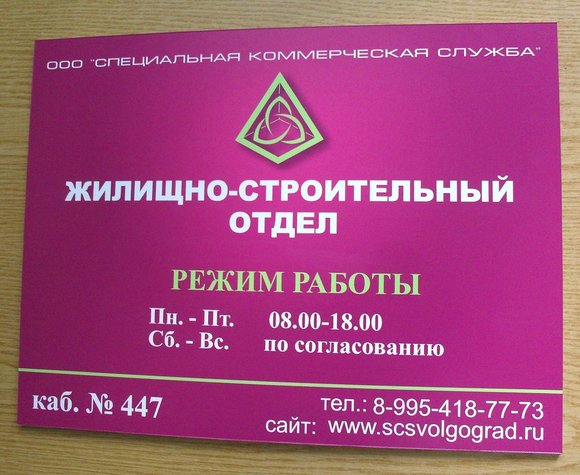 ООО "СПЕЦИАЛЬНАЯ КОММЕРЧЕСКАЯ СЛУЖБА"
ЖИЛИЩНО-СТРОИТЕЛЬНЫЙ
ОТДЕЛ
РЕЖИМ РАБОТЫ
Пн. - Пт. 08.00-18.00
Сб. - Вс. по согласованию
каб. № 447
тел.: 8-995-418-77-73
сайт: www.scsvolgograd.ru